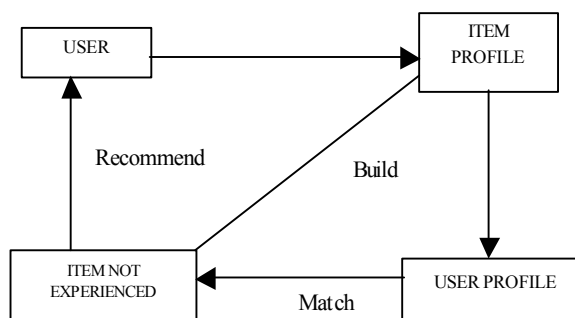 USER
ITEM
PROFILE
Recommend
Build
ITEM NOT
EXPERIENCED
Match
USER PROFILE